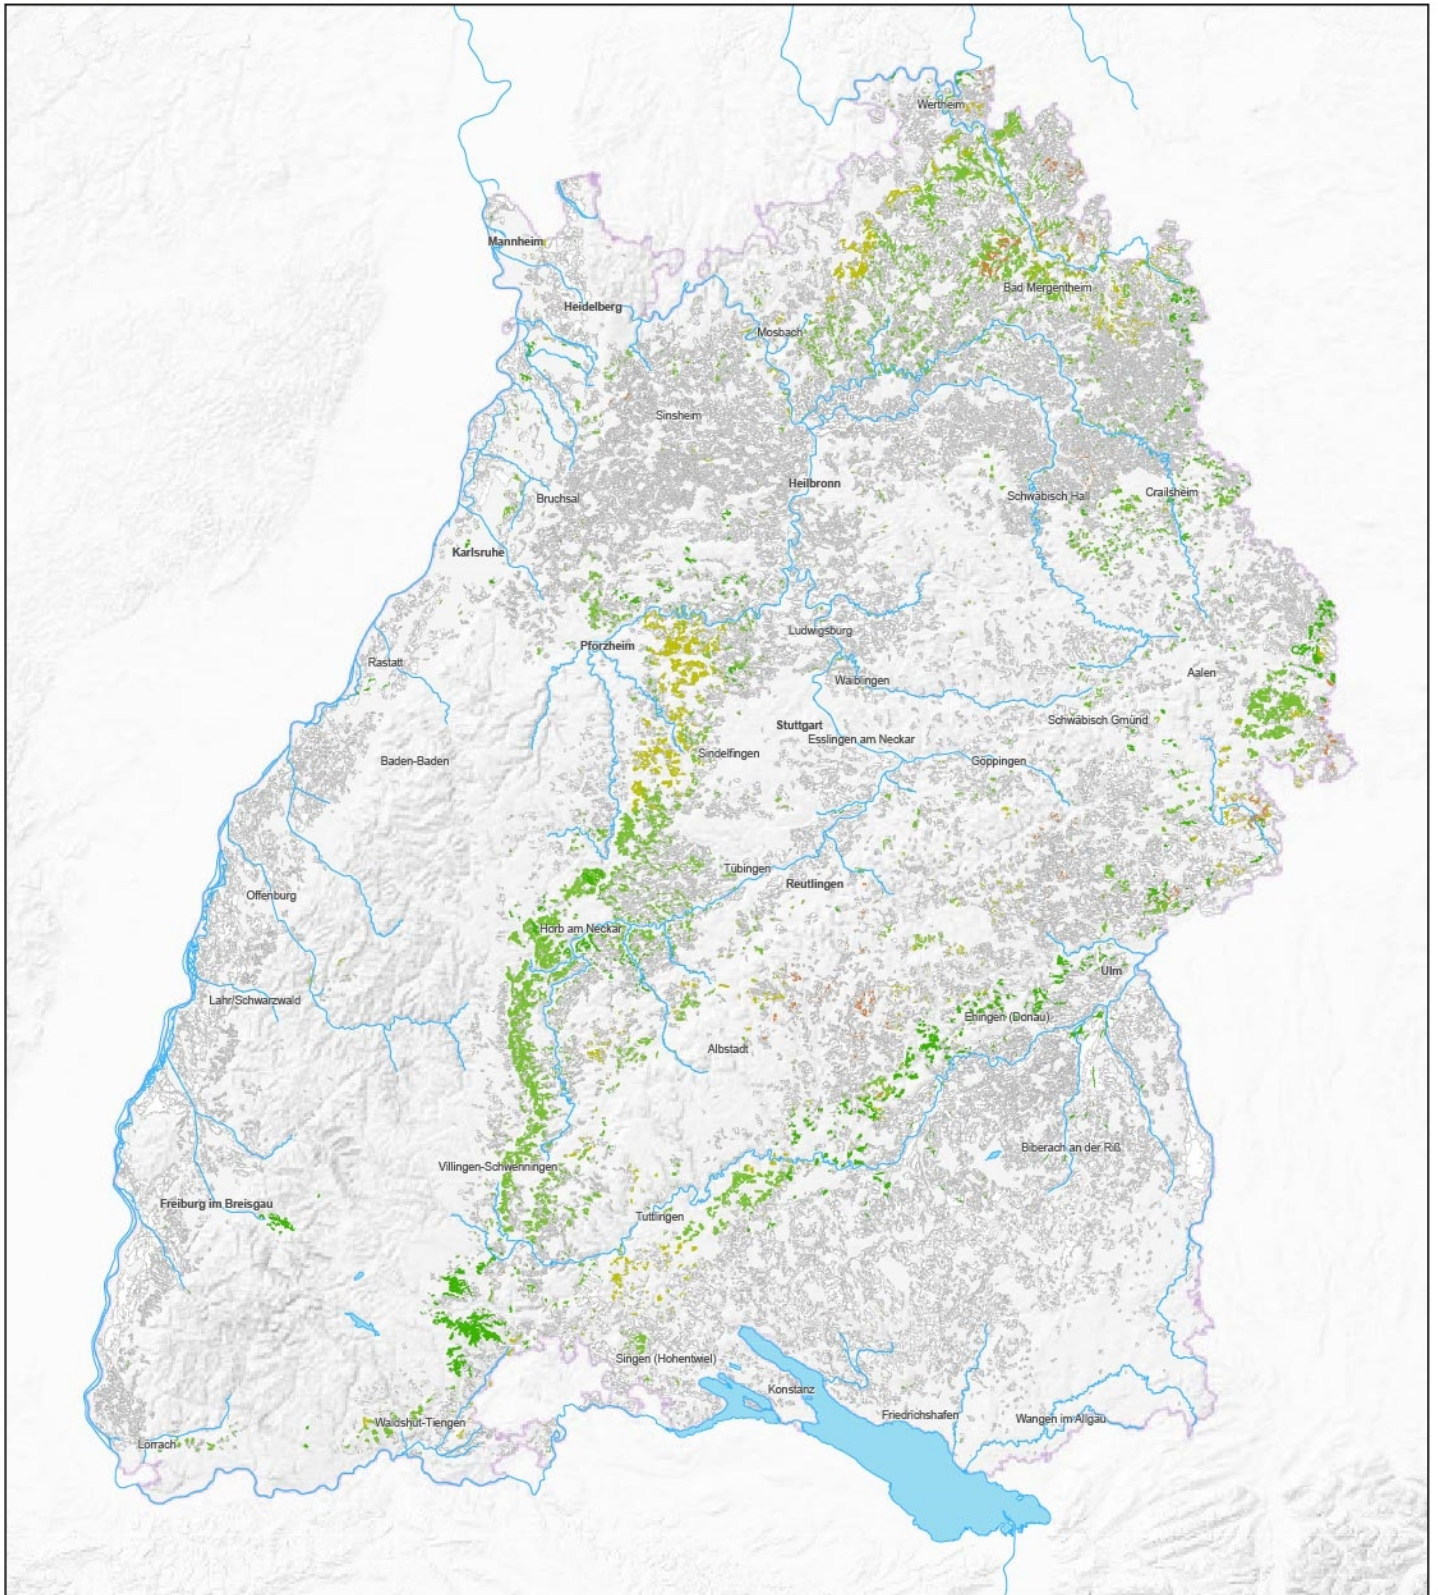 Wertheim
Mannheim
Bad Mergentheim
Heidelberg
Mosbach
Sinsheim
Heilbronn
Schwäbisch Hall
Crailsheim
Bruchsal
Karlsruhe
Ludwigsburg
Pforzheim
Rastatt
Aalen
Waiblingen
Schwäbisch Gmünd
Stuttgart
Esslingen am Neckar
Sindelfingen
Baden-Baden
Göppingen
Tübingen
Reutlingen
Offenburg
Horb am Neckar
Ulm
Lahr/Schwarzwald
Ehingen (Donau)
Albstadt
Biberach an der Riß
Villingen-Schwenningen
Freiburg im Breisgau
Tuttlingen
Singen (Hohentwiel)
Konstanz
Friedrichshafen
Wangen im Allgäu
Waldshut-Tiengen
Lörrach